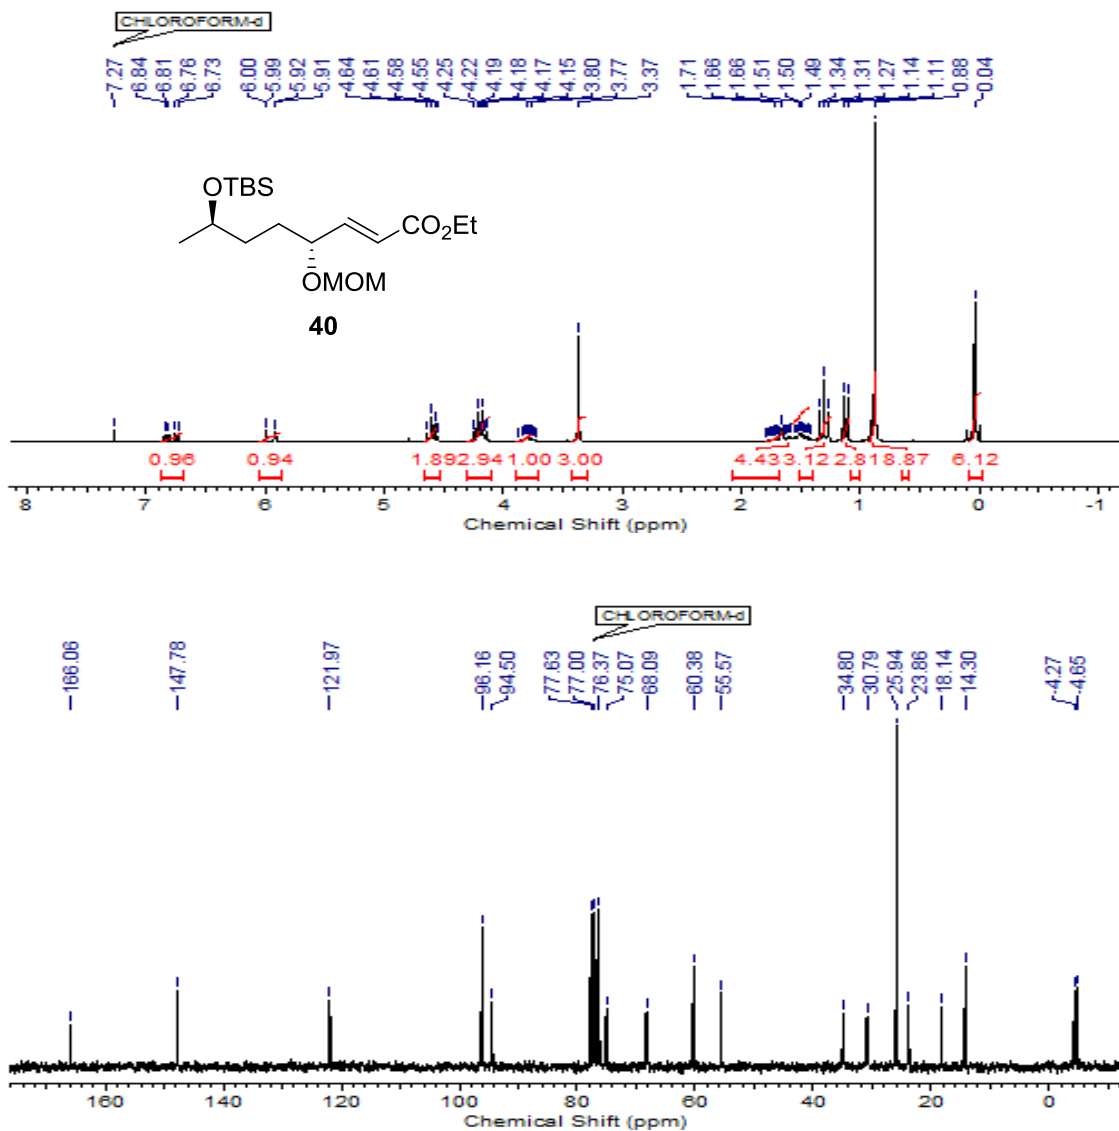 CHLOROFORM-d
7.27 6.84 6.81 6.76 6.73 6.00 5.99 5.92 5.91 4.64 4.61 4.58 4.55 4.25 4.22 4.19 4.18 4.17 4.15 3.80 3.77 3.37 1.71 1.66 1.66 1.51 1.50 1.49 1.34 1.31 1.27 1.14 1.11 0.88 0.04
OTBS
CO2Et
OMOM
40
0.96 0.94 1.89 2.94 1.00 3.00 4.43 3.12 2.81 8.87 6.12
8 7 6 5 4 3 2 1 0 -1
Chemical Shift (ppm)
CHLOROFORM-d
166.06 147.78 121.97 96.16 94.50 77.63 77.00 76.37 75.07 68.09 60.38 55.57 34.80 30.79 25.94 23.86 18.14 14.30 -4.27 -4.65
160 140 120 100 80 60 40 20 0
Chemical Shift (ppm)